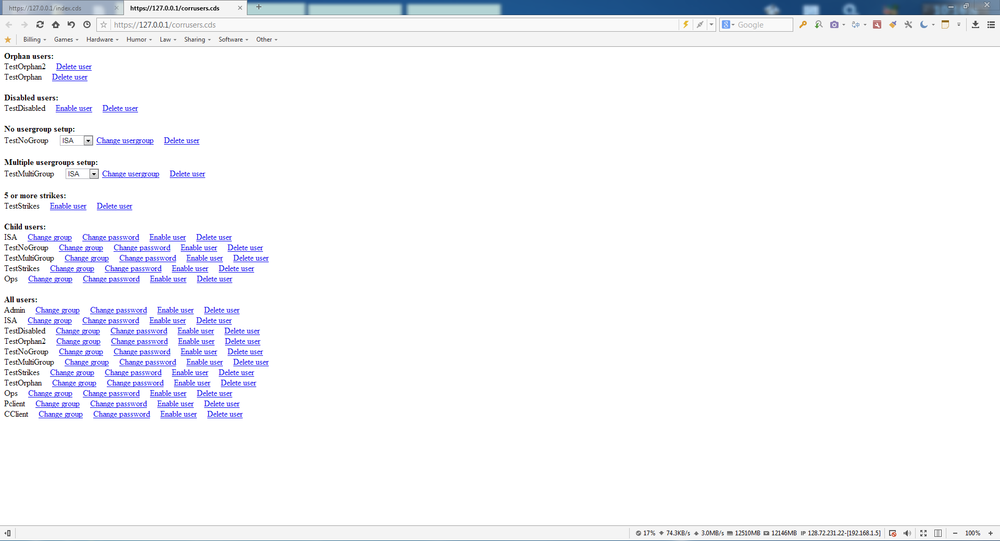 https://127.0.0.1/index.cds https://127.0.0.1/corrusers.cds
https://127.0.0.1/corrusers.cds Google
Billing Games Hardware Humor Law Sharing Software Other
Orphan users:
TestOrphan2 Delete user
TestOrphan Delete user
Disabled users:
TestDisabled Enable user Delete user
No usergroup setup:
TestNoGroup ISA Change usergroup Delete user
Multiple usergroups setup:
TestMultiGroup ISA Change usergroup Delete user
5 or more strikes:
TestStrikes Enable user Delete user
Child users:
ISA Change group Change password Enable user Delete user
TestNoGroup Change group Change password Enable user Delete user
TestMultiGroup Change group Change password Enable user Delete user
TestStrikes Change group Change password Enable user Delete user
Ops Change group Change password Enable user Delete user
All users:
Admin Change group Change password Enable user Delete user
ISA Change group Change password Enable user Delete user
TestDisabled Change group Change password Enable user Delete user
TestOrphan2 Change group Change password Enable user Delete user
TestNoGroup Change group Change password Enable user Delete user
TestMultiGroup Change group Change password Enable user Delete user
TestStrikes Change group Change password Enable user Delete user
TestOrphan Change group Change password Enable user Delete user
Ops Change group Change password Enable user Delete user
Pclient Change group Change password Enable user Delete user
CClient Change group Change password Enable user Delete user
17% 74.3KB/s 3.0MB/s 12510MB 12146MB IP 128.72.231.22-[192.168.1.5] 100%